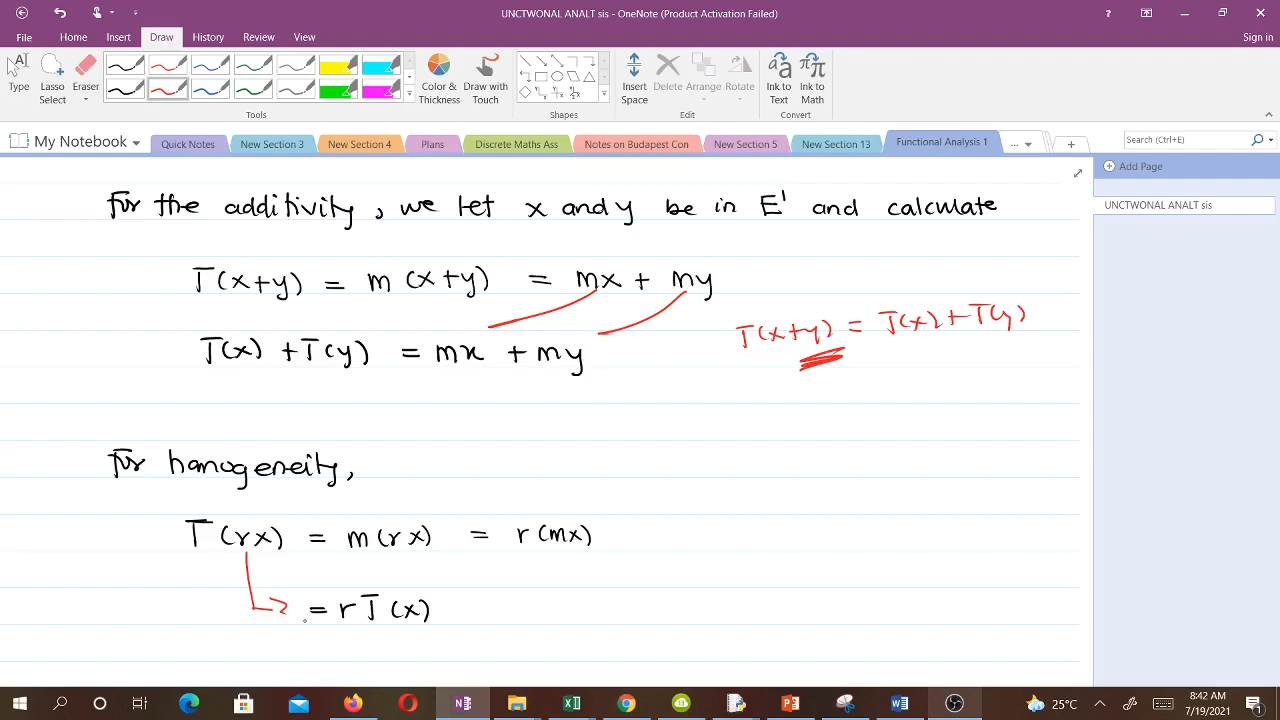 UNCTWONAL ANALT sis - OneNote (Product Activation Failed)
File Home Insert Draw History Review View
Sign in
Type Lasso Select Eraser Color & Thickness Draw with Touch Insert Space Delete Arrange Rotate Ink to Text Ink to Math
Tools Shapes Edit Convert
My Notebook Quick Notes New Section 3 New Section 4 Plans Discrete Maths Ass Notes on Budapest Con New Section 5 New Section 13 Functional Analysis 1 ... Search (Ctrl+E)
Add Page
UNCTWONAL ANALT sis
For the additivity, we let x and y be in E' and calculate
T(x+y) = m (x+y) = mx + my
T(x+y) = T(x)+T(y)
T(x) + T(y) = mx + my
For homogeneity,
T(rx) = m(rx) = r(mx)
= r T(x)
25°C 8:42 AM
7/19/2021